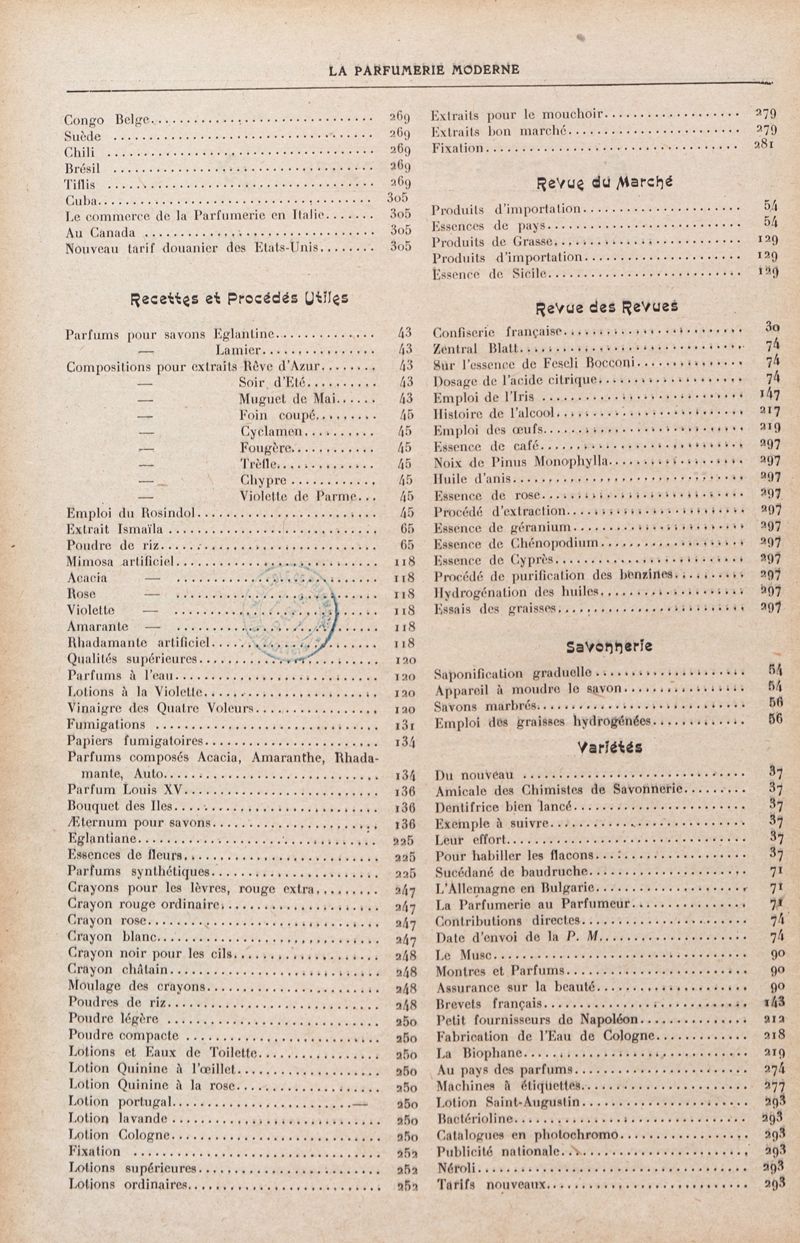 LA PARFUMERIE MODERNE
Congo Belge 269
Suède 269
Chili 269
Brésil 269
Tiflis 269
Cuba 305
Le commerce de la Parfumerie en Italie 305
Au Canada 305
Nouveau tarif douanier des Etats-Unis 305
Recettes et Procédés Utiles
Parfums pour savons Eglantine 43
— Lamier 43
Compositions pour extraits Rêve d'Azur 43
— Soir d'Eté 43
— Muguet de Mai 43
— Foin coupé 45
— Cyclamen 45
— Fougère 45
— Trèfle 45
— Chypre 45
— Violette de Parme 45
Emploi du Rosindol 45
Extrait Ismaïla 65
Poudre de riz 65
Mimosa artificiel 118
Acacia — 118
Rose — 118
Violette — 118
Amarante — 118
Rhadamante artificiel 118
Qualités supérieures 120
Parfums à l'eau 120
Lotions à la Violette 120
Vinaigre des Quatre Voleurs 120
Fumigations 131
Papiers fumigatoires 134
Parfums composés Acacia, Amaranthe, Rhada-
mante, Auto 134
Parfum Louis XV 136
Bouquet des Iles 136
Æternum pour savons 136
Eglantiane 225
Essences de fleurs 225
Parfums synthétiques 225
Crayons pour les lèvres, rouge extra 247
Crayon rouge ordinaire 247
Crayon rose 247
Crayon blanc 247
Crayon noir pour les cils 248
Crayon châtain 248
Moulage des crayons 248
Poudres de riz 248
Poudre légère 250
Poudre compacte 250
Lotions et Eaux de Toilette 250
Lotion Quinine à l'œillet 250
Lotion Quinine à la rose 250
Lotion portugal 250
Lotion lavande 250
Lotion Cologne 250
Fixation 252
Lotions supérieures 252
Lotions ordinaires 252
Extraits pour le mouchoir 279
Extraits bon marché 279
Fixation 281
Revue du Marché
Produits d'importation 54
Essences de pays 54
Produits de Grasse 129
Produits d'importation 129
Essence de Sicile 129
Revue des Revues
Confiserie française 30
Zentral Blatt 74
Sur l'essence de Feseli Bocconi 74
Dosage de l'acide citrique 74
Emploi de l'Iris 147
Histoire de l'alcool 217
Emploi des œufs 219
Essence de café 297
Noix de Pinus Monophylla 297
Huile d'anis 297
Essence de rose 297
Procédé d'extraction 297
Essence de géranium 297
Essence de Chénopodium 297
Essence de Cyprès 297
Procédé de purification des benzines 297
Hydrogénation des huiles 297
Essais des graisses 297
Savonnerie
Saponification graduelle 54
Appareil à moudre le savon 54
Savons marbrés 56
Emploi des graisses hydrogénées 56
Variétés
Du nouveau 37
Amicale des Chimistes de Savonnerie 37
Dentifrice bien lancé 37
Exemple à suivre 37
Leur effort 37
Pour habiller les flacons 37
Sucédané de baudruche 71
L'Allemagne en Bulgarie 71
La Parfumerie au Parfumeur 71
Contributions directes 74
Date d'envoi de la P. M. 74
Le Musc 90
Montres et Parfums 90
Assurance sur la beauté 90
Brevets français 143
Petit fournisseurs de Napoléon 212
Fabrication de l'Eau de Cologne 218
La Biophane 219
Au pays des parfums 274
Machines à étiquettes 277
Lotion Saint-Augustin 293
Bactérioline 293
Catalogues en photochromo 293
Publicité nationale 293
Néroli 293
Tarifs nouveaux 293